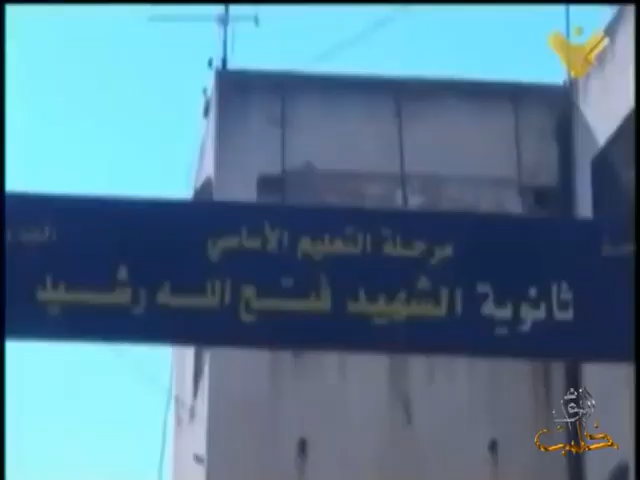 مرحلة التعليم الأساسي
ثانوية الشهيد فتح الله رشيد